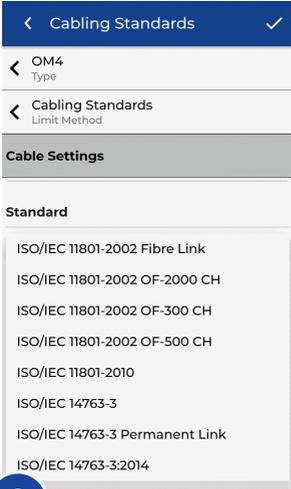 Cabling Standards
OM4
Type
Cabling Standards
Limit Method
Cable Settings
Standard
ISO/IEC 11801-2002 Fibre Link
ISO/IEC 11801-2002 OF-2000 CH
ISO/IEC 11801-2002 OF-300 CH
ISO/IEC 11801-2002 OF-500 CH
ISO/IEC 11801-2010
ISO/IEC 14763-3
ISO/IEC 14763-3 Permanent Link
ISO/IEC 14763-3:2014